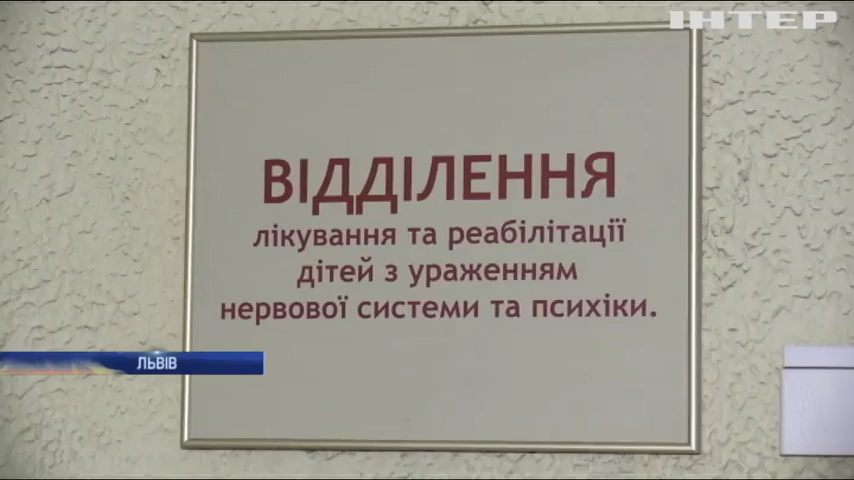 ІНТЕР
ВІДДІЛЕННЯ
лікування та реабілітації
дітей з ураженням
нервової системи та психіки.
ЛЬВІВ